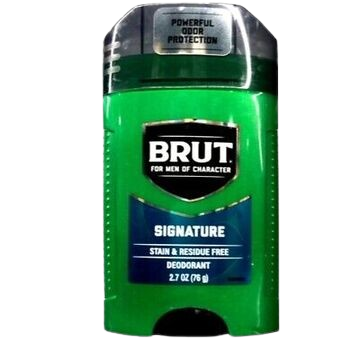 POWERFUL
ODOR
PROTECTION
BRUT
FOR MEN OF CHARACTER
SIGNATURE
STAIN & RESIDUE FREE
DEODORANT
2.7 OZ (76 g)